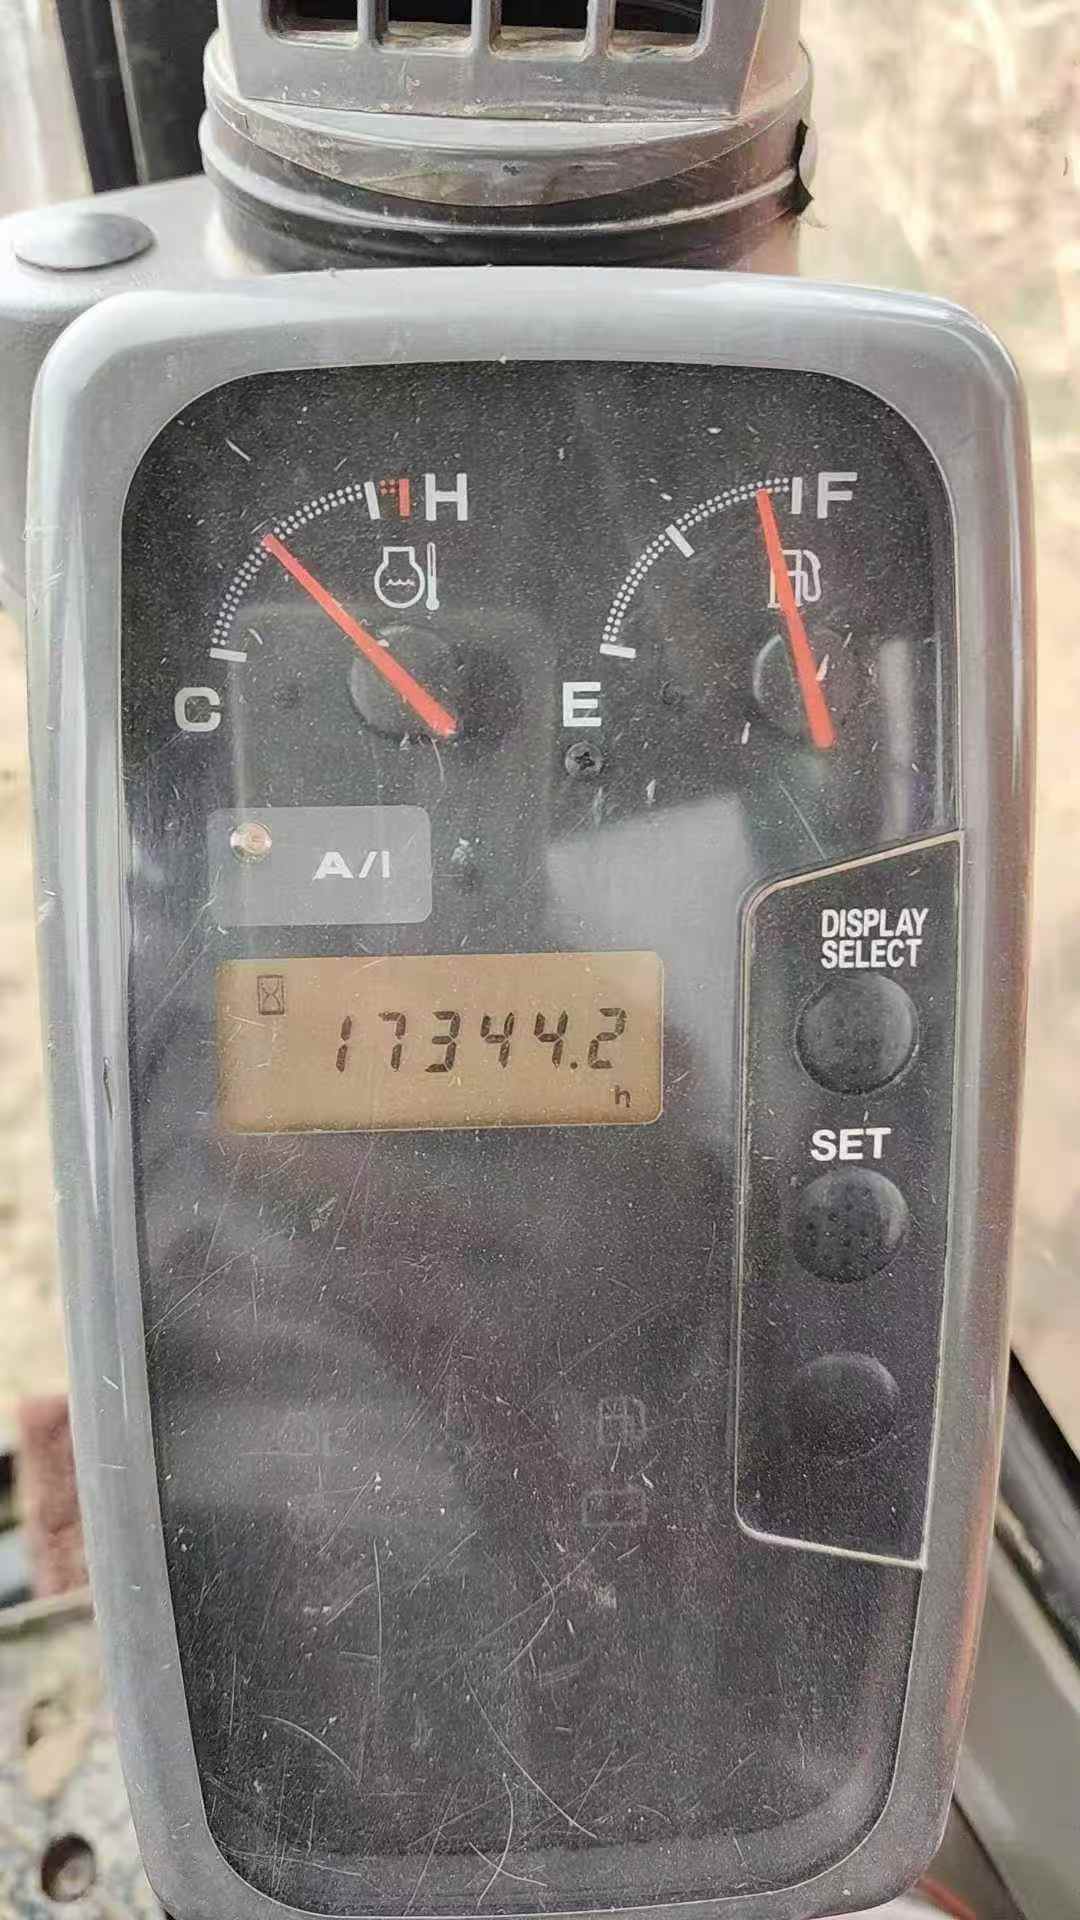 H
F
C
E
A/I
DISPLAY
SELECT
17344.2
h
SET